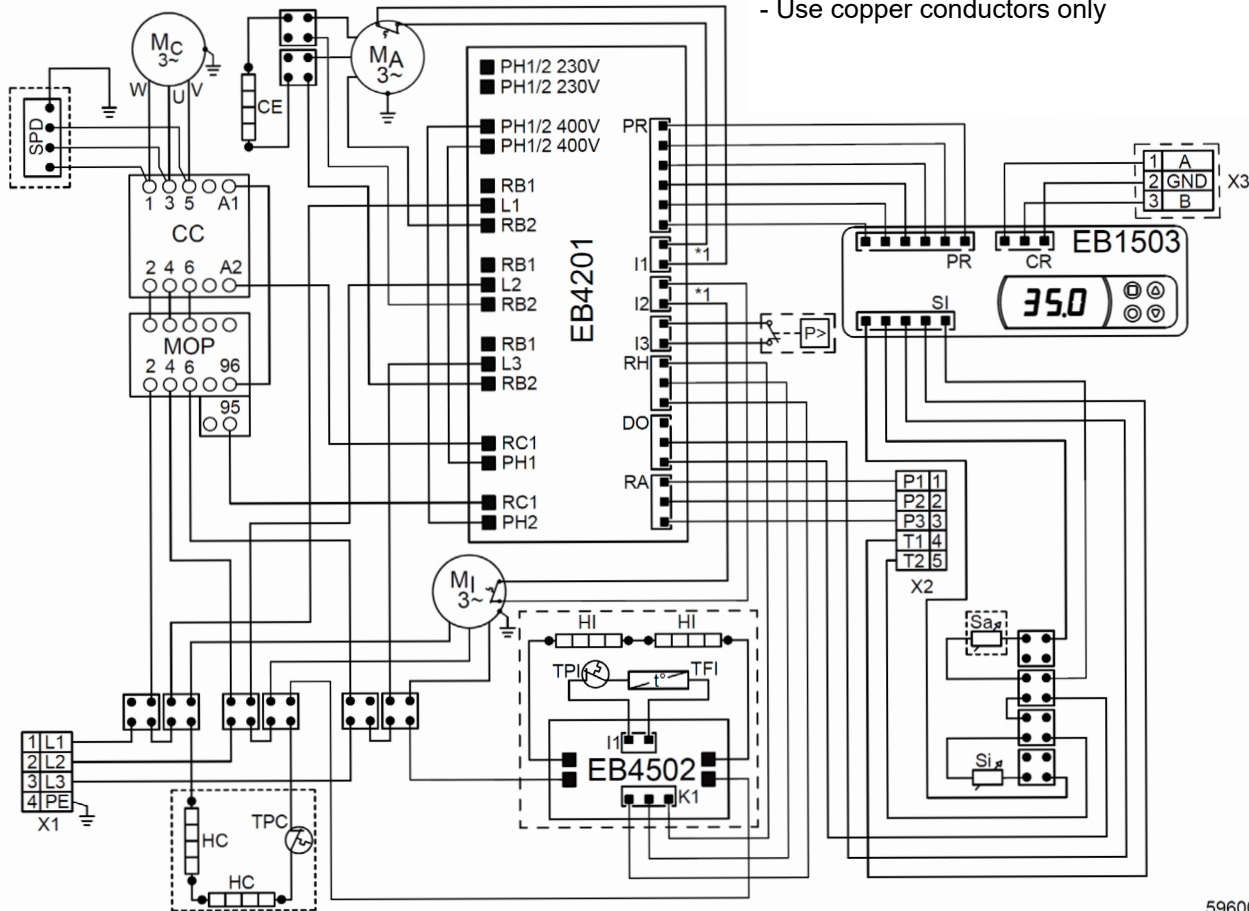 - Use copper conductors only
MC
3~
W U V
SPD
CE
MA
3~
1 3 5 A1
CC
2 4 6 A2
MOP
2 4 6 96
95
EB4201
PH1/2 230V
PH1/2 230V
PH1/2 400V
PH1/2 400V
RB1
L1
RB2
RB1
L2
RB2
RB1
L3
RB2
RC1
PH1
RC1
PH2
PR
I1
I2
I3
RH
DO
RA
*1
*1
P>
1 A
2 GND
3 B
X3
EB1503
PR
CR
SI
35.0
P1 1
P2 2
P3 3
T1 4
T2 5
X2
Sa
Si
MI
3~
HI
HI
TPI
t°
TFI
I1
EB4502
K1
1 L1
2 L2
3 L3
4 PE
X1
HC
TPC
HC